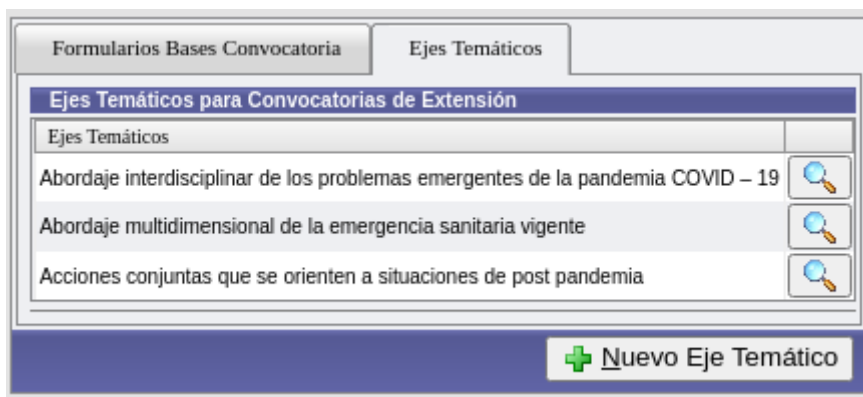 Formularios Bases Convocatoria Ejes Temáticos
Ejes Temáticos para Convocatorias de Extensión
Ejes Temáticos
Abordaje interdisciplinar de los problemas emergentes de la pandemia COVID – 19
Abordaje multidimensional de la emergencia sanitaria vigente
Acciones conjuntas que se orienten a situaciones de post pandemia
Nuevo Eje Temático